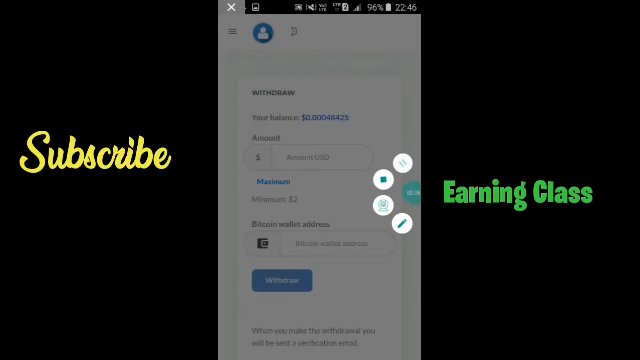 96% 22:46
WITHDRAW
Your balance: $0.00048425
Amount
$ Amount USD
Maximum
Minimum: $2
Bitcoin wallet address
Bitcoin wallet address
Withdraw
When you make the withdrawal you
will be sent a verification email.
Subscribe
Earning Class